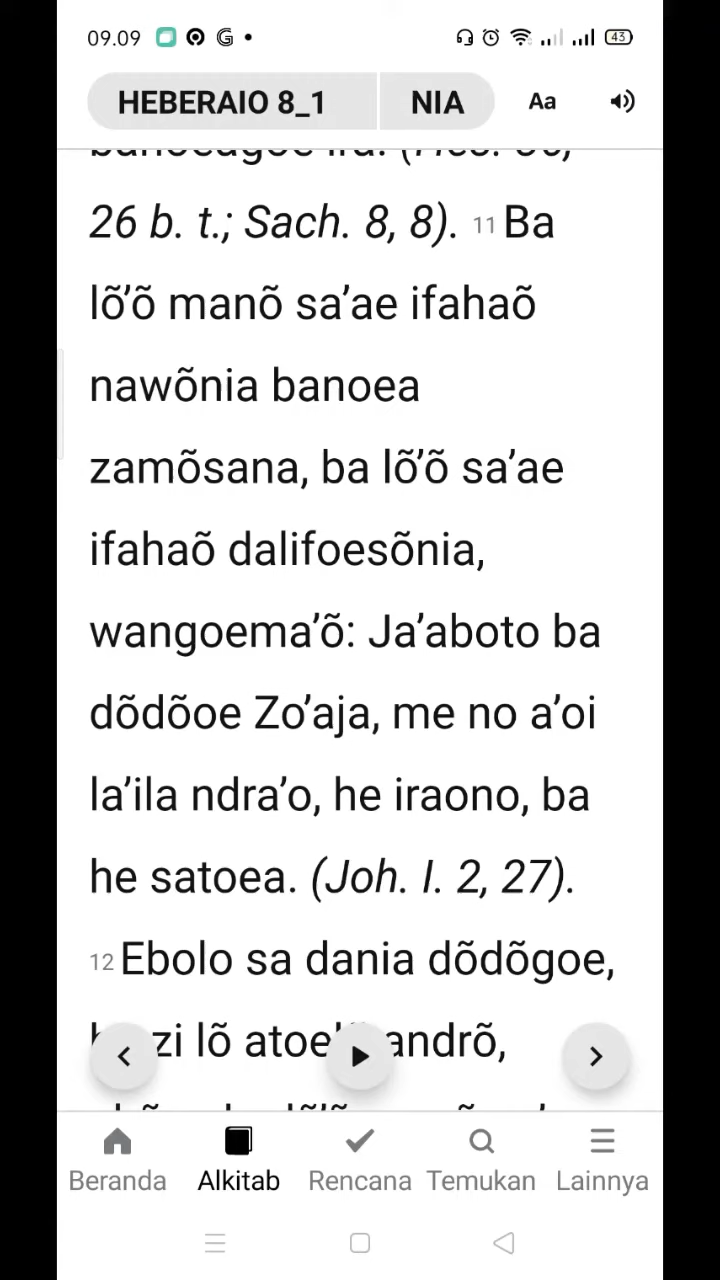 09.09
43
HEBERAIO 8_1 NIA Aa
26 b. t.; Sach. 8, 8). 11 Ba
lõ'õ manõ sa'ae ifahaõ
nawõnia banoea
zamõsana, ba lõ'õ sa'ae
ifahaõ dalifoesõnia,
wangoema'õ: Ja'aboto ba
dõdõoe Zo'aja, me no a'oi
la'ila ndra'o, he iraono, ba
he satoea. (Joh. I. 2, 27).
12 Ebolo sa dania dõdõgoe,
zi lõ
Beranda Alkitab Rencana Temukan Lainnya